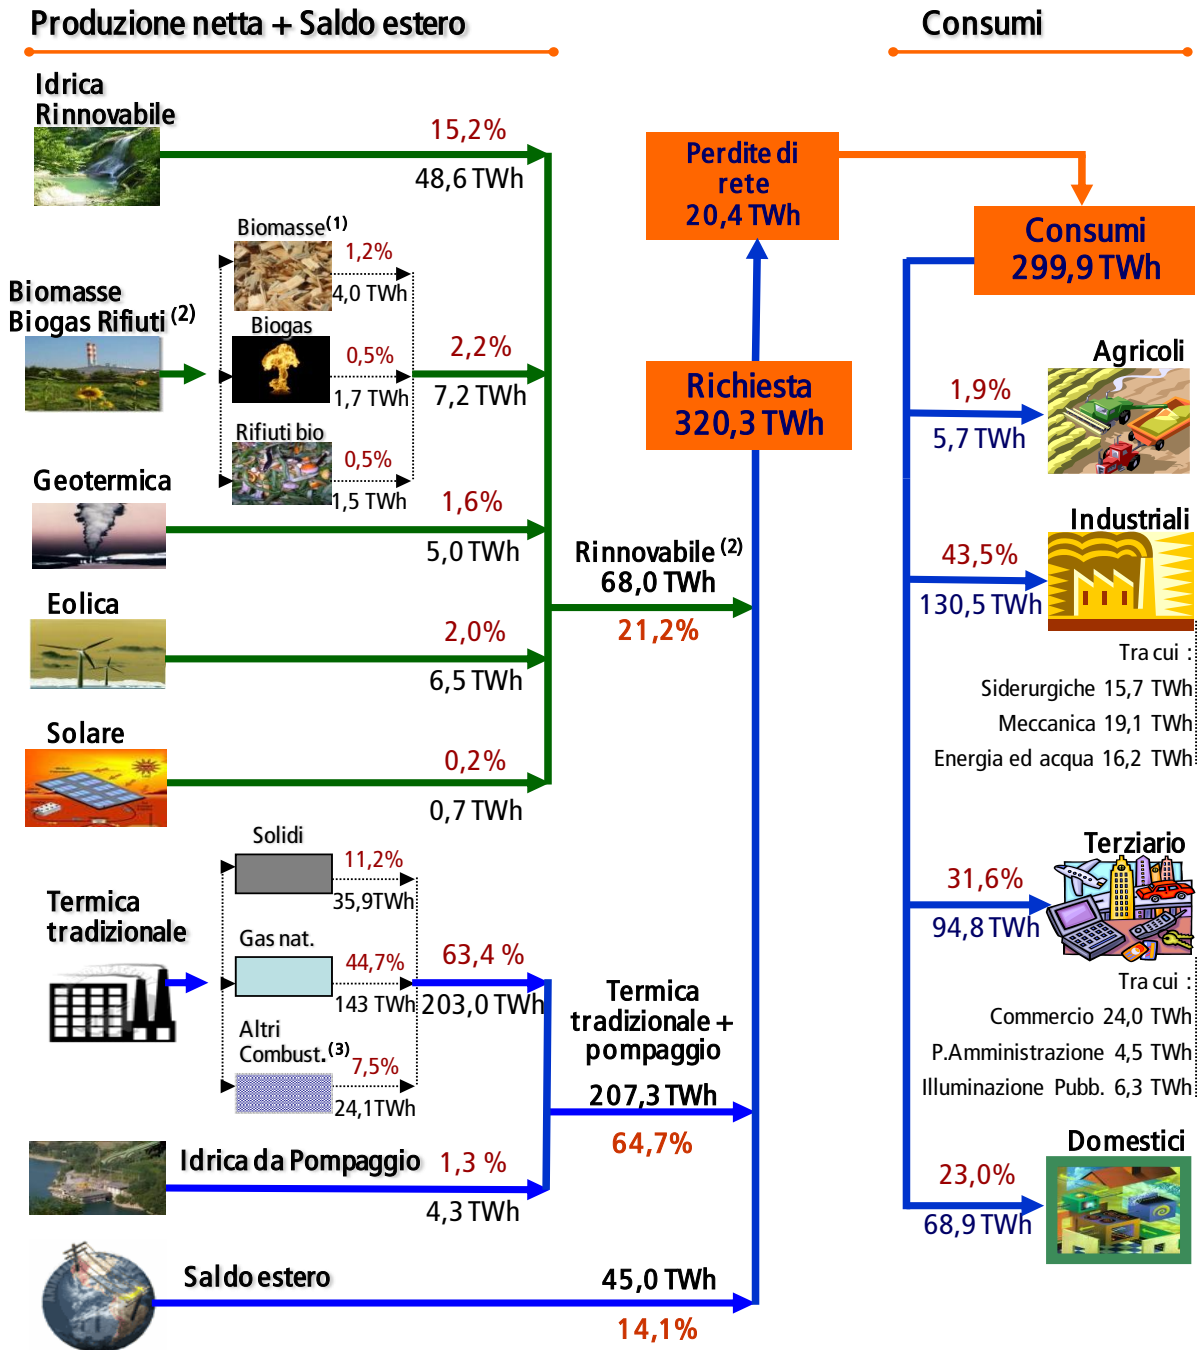 Produzione netta + Saldo estero
Idrica
Rinnovabile
15,2%
48,6 TWh
Biomasse
Biogas Rifiuti (2)
Biomasse(1)
1,2%
4,0 TWh
Biogas
0,5%
1,7 TWh
Rifiuti bio
0,5%
1,5 TWh
2,2%
7,2 TWh
Geotermica
1,6%
5,0 TWh
Eolica
2,0%
6,5 TWh
Solare
0,2%
0,7 TWh
Rinnovabile (2)
68,0 TWh
21,2%
Termica
tradizionale
Solidi
11,2%
35,9TWh
Gas nat.
44,7%
143 TWh
Altri
Combust.(3)
7,5%
24,1TWh
63,4 %
203,0 TWh
Idrica da Pompaggio
1,3 %
4,3 TWh
Termica
tradizionale +
pompaggio
207,3 TWh
64,7%
Saldo estero
45,0 TWh
14,1%
Richiesta
320,3 TWh
Perdite di
rete
20,4 TWh
Consumi
Consumi
299,9 TWh
Agricoli
1,9%
5,7 TWh
Industriali
43,5%
130,5 TWh
Tra cui :
Siderurgiche 15,7 TWh
Meccanica 19,1 TWh
Energia ed acqua 16,2 TWh
Terziario
31,6%
94,8 TWh
Tra cui :
Commercio 24,0 TWh
P.Amministrazione 4,5 TWh
Illuminazione Pubb. 6,3 TWh
Domestici
23,0%
68,9 TWh